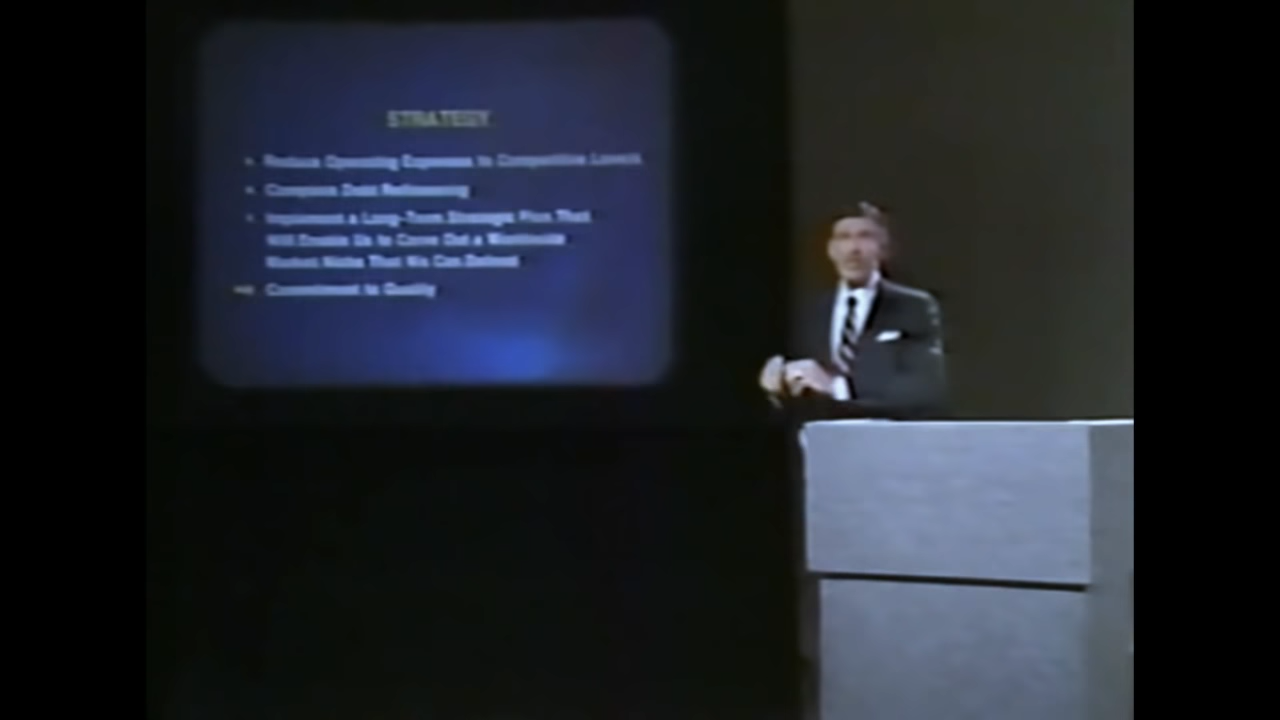 STRATEGY
• Reduce Operating Expenses to Competitive Levels
• Complete Debt Refinancing
• Implement a Long-Term Strategic Plan That
Will Enable Us to Carve Out a Worldwide
Market Niche That We Can Defend
Commitment to Quality